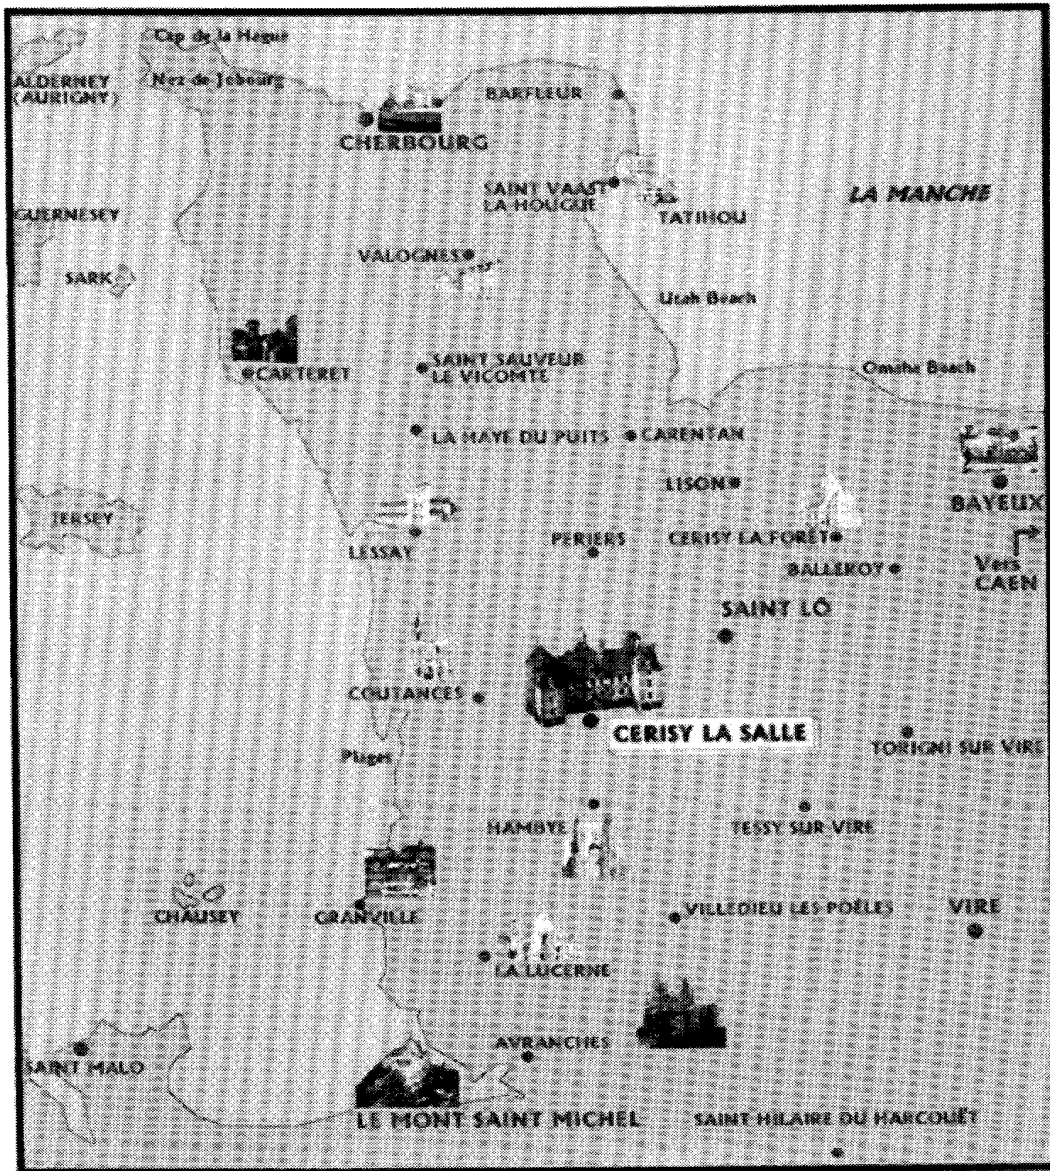 Cap de la Hague
ALDERNEY
(AURIGNY)
Nez de Jobourg
BARFLEUR
CHERBOURG
SAINT VAAST
LA HOUGUE
LA MANCHE
GUERNESEY
TATIHOU
VALOGNES
SARK
Utah Beach
SAINT SAUVEUR
LE VICOMTE
CARTERET
Omaha Beach
LA HAYE DU PUITS
CARENTAN
LISON
BAYEUX
JERSEY
LESSAY
PERIERS
CERISY LA FORÊT
BALLEROY
Vers
CAEN
SAINT LÔ
COUTANCES
CERISY LA SALLE
TORIGNI SUR VIRE
Plages
HAMBYE
TESSY SUR VIRE
CHAUSEY
GRANVILLE
VILLEDIEU LES POÊLES
VIRE
LA LUCERNE
AVRANCHES
SAINT MALO
LE MONT SAINT MICHEL
SAINT HILAIRE DU HARCOUËT